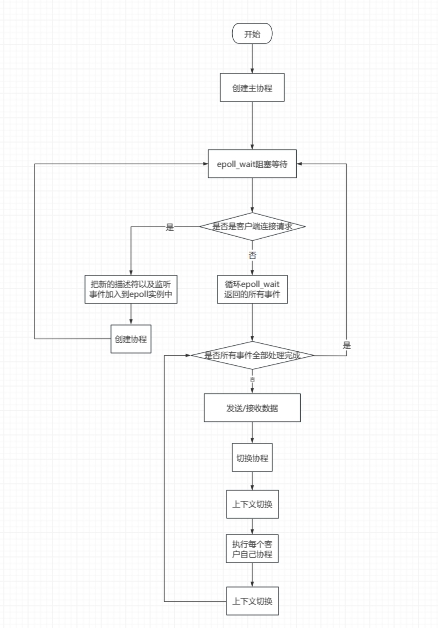 开始
创建主协程
epoll_wait阻塞等待
是否是客户端连接请求
是
否
把新的描述符以及监听
事件加入到epoll实例中
循环epoll_wait
返回的所有事件
创建协程
是否所有事件全部处理完成
是
否
发送/接收数据
切换协程
上下义切换
执行每个客
户自己协程
上下义切换